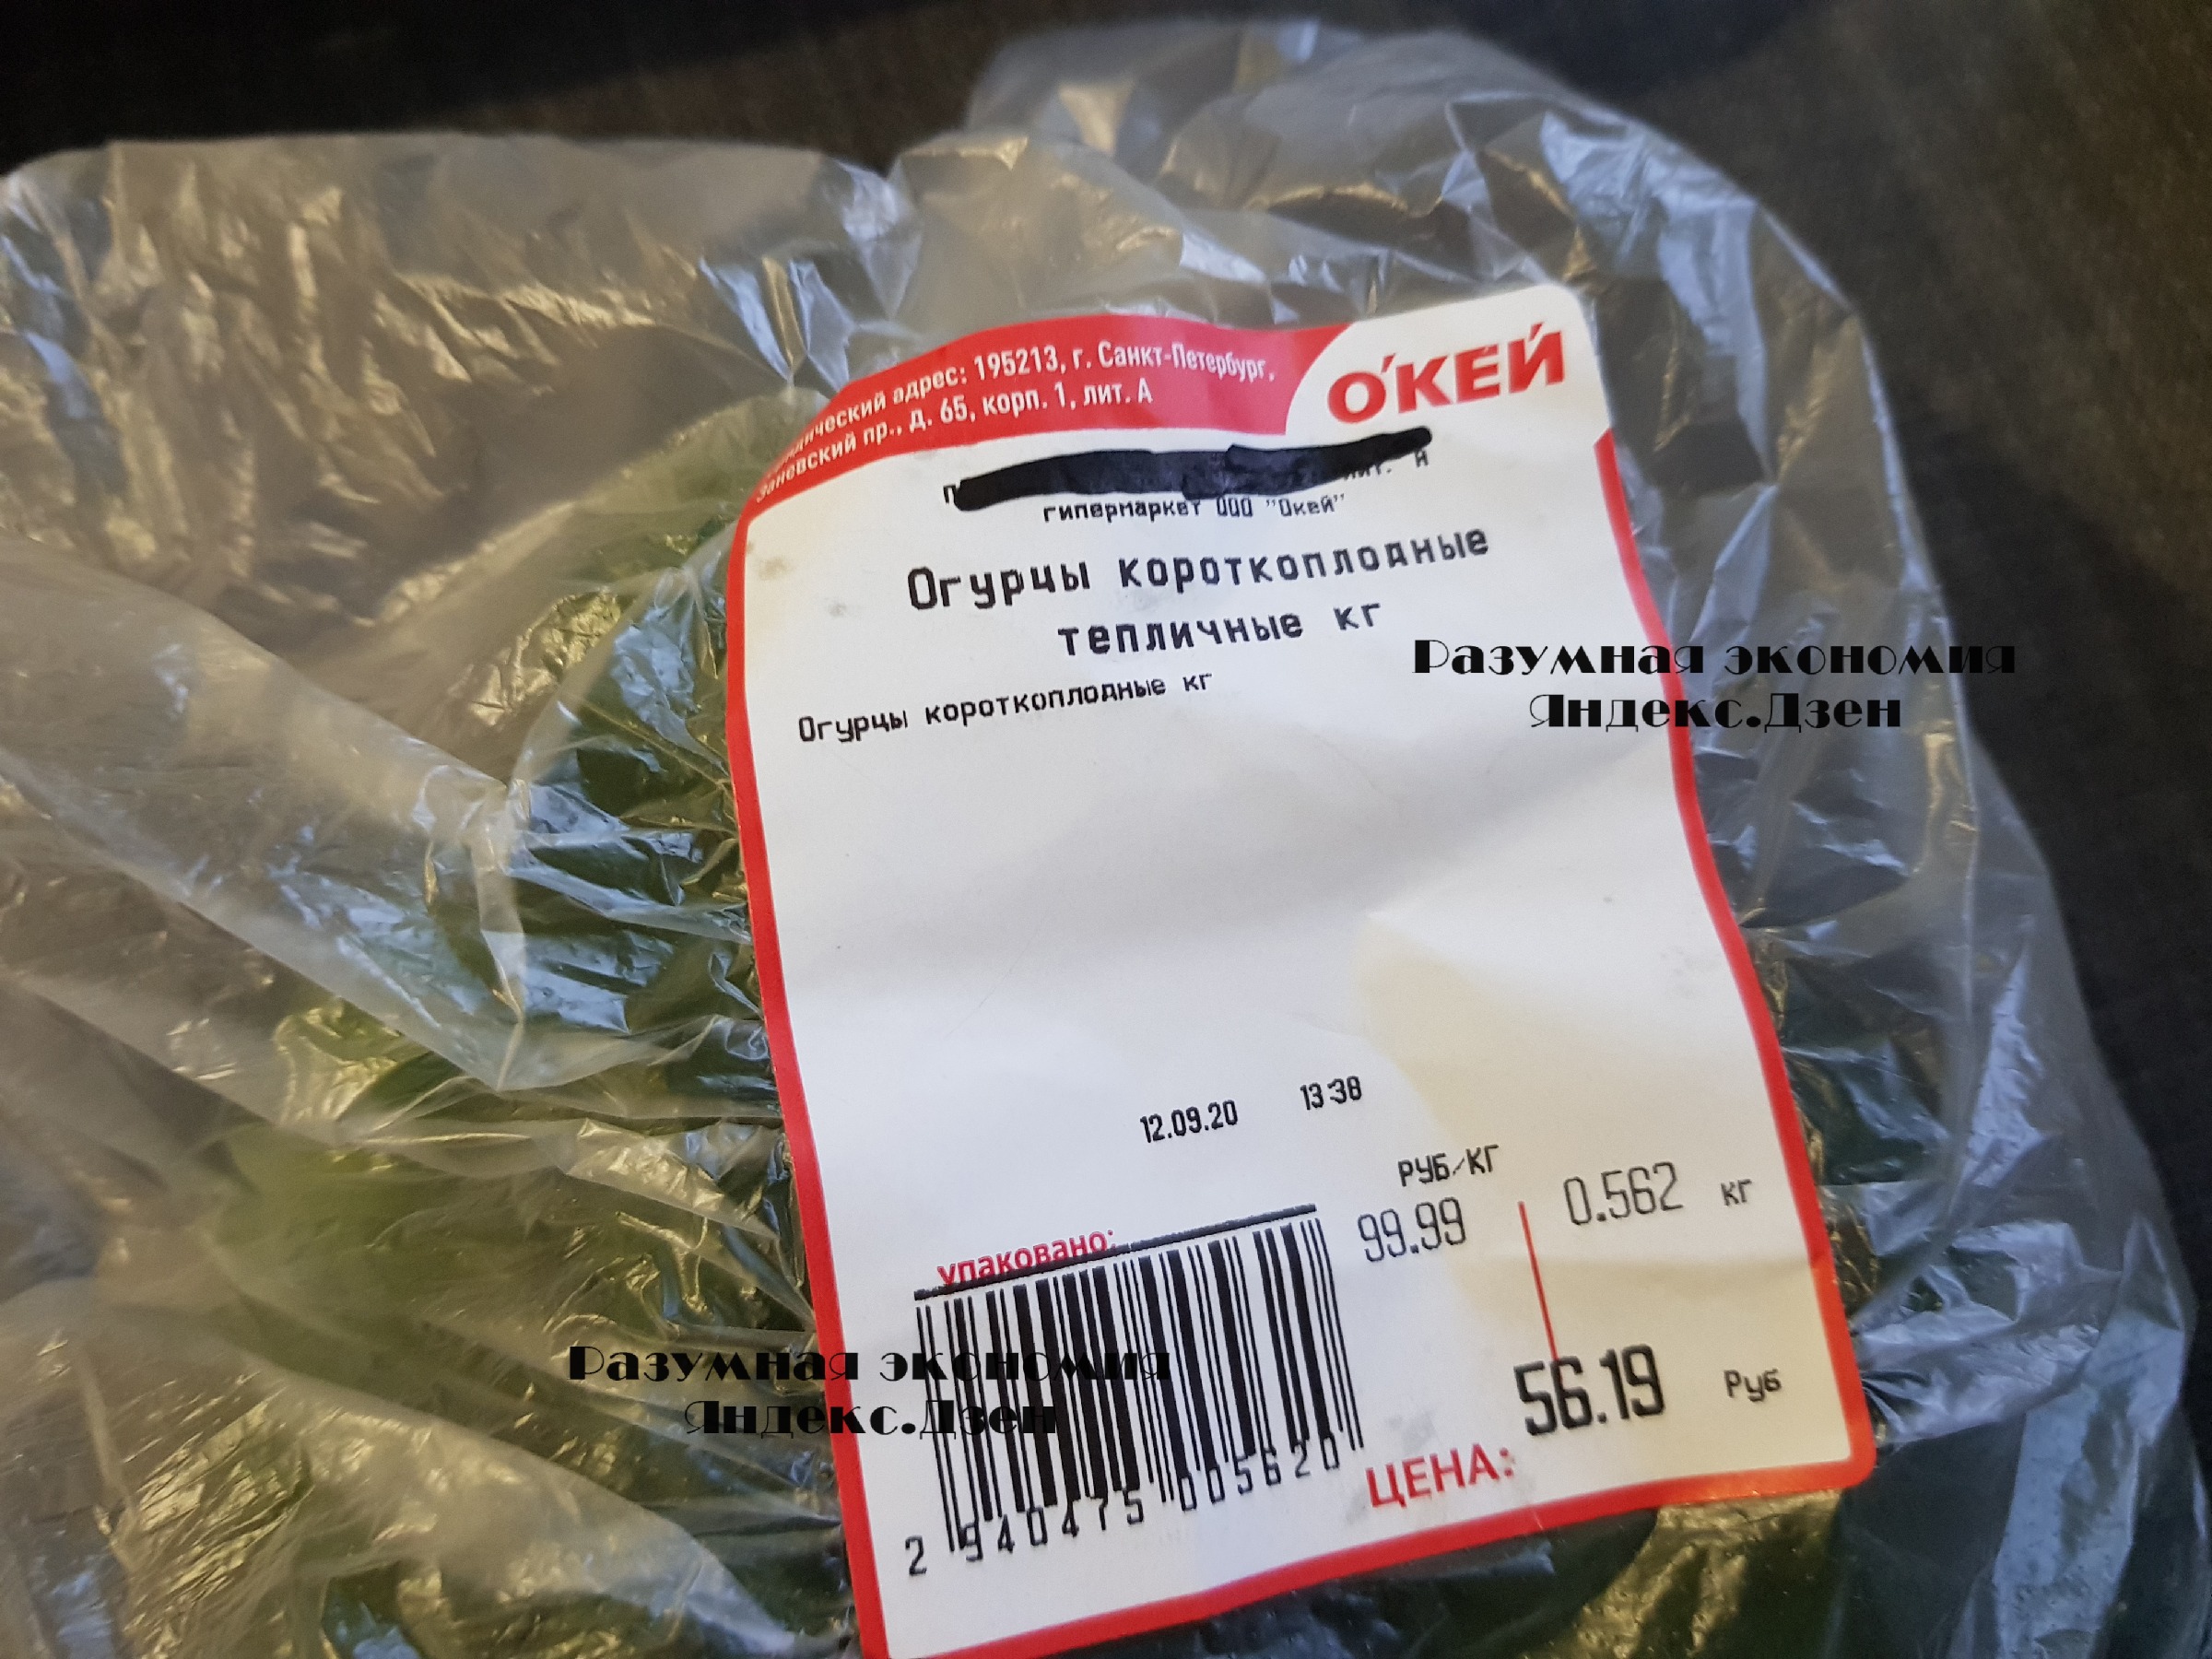 адрес: 195213, г. Санкт-Петербург,
Заневский пр., д. 65, корп. 1, лит. А
О'КЕЙ
гипермаркет ООО "Окей"
Огурцы короткоплодные
тепличные кг
Огурцы короткоплодные кг
Разумная экономия
Яндекс.Дзен
12.09.20 13:38
РУБ/КГ
99.99
0.562 кг
упаковано:
56.19 Руб
ЦЕНА:
Разумная экономия
Яндекс.Дзен
2 940475 005620